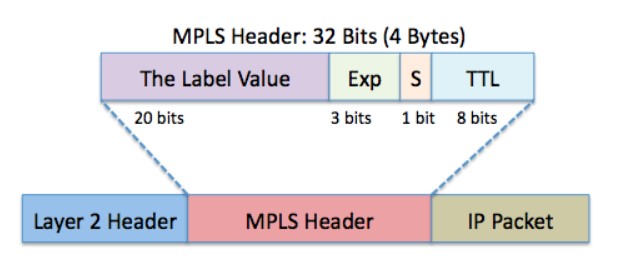 MPLS Header: 32 Bits (4 Bytes)
The Label Value Exp S TTL
20 bits 3 bits 1 bit 8 bits
Layer 2 Header MPLS Header IP Packet